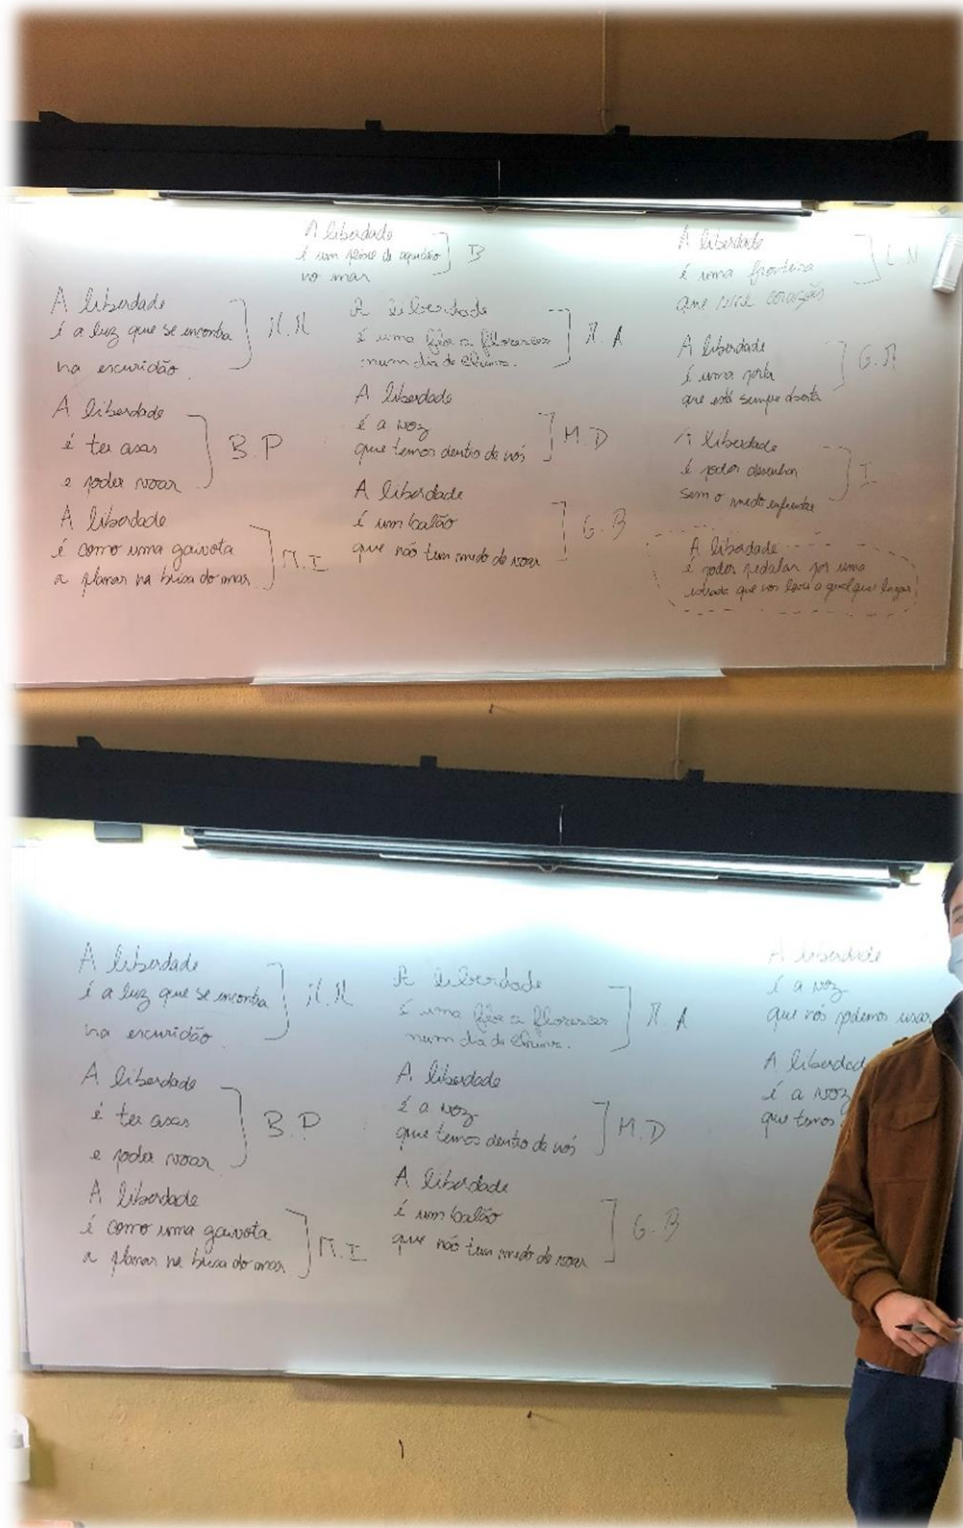 A liberdade
é um peixe de aquário
no mar
B
A liberdade
é a luz que se encontra
na escuridão.
A liberdade
é ter asas
e poder voar
B.P
A liberdade
é como uma gaivota
a planar na brisa do mar
M.I
A liberdade
é uma flor a florescer
num dia de chuva.
A liberdade
é a voz
que temos dentro de nós
M.D
A liberdade
é um balão
que não tem medo de voar
G.B
A liberdade
é uma fronteira
que
coração
L.N
A liberdade
é uma porta
que está sempre aberta
A liberdade
é poder desenhar
sem o medo enfrentar
I
A liberdade
é poder pedalar por uma
estrada que nos leva a qualquer lugar
A liberdade
é a luz que se encontra
na escuridão.
A liberdade
é ter asas
e poder voar
B.P
A liberdade
é como uma gaivota
a planar na brisa do mar
M.I
A liberdade
é uma flor a florescer
num dia de chuva.
A liberdade
é a voz
que temos dentro de nós
M.D
A liberdade
é um balão
que não tem medo de voar
G.B
A liberdade
é a voz
que nós podemos usar
A liberdad
é a voz
que temos